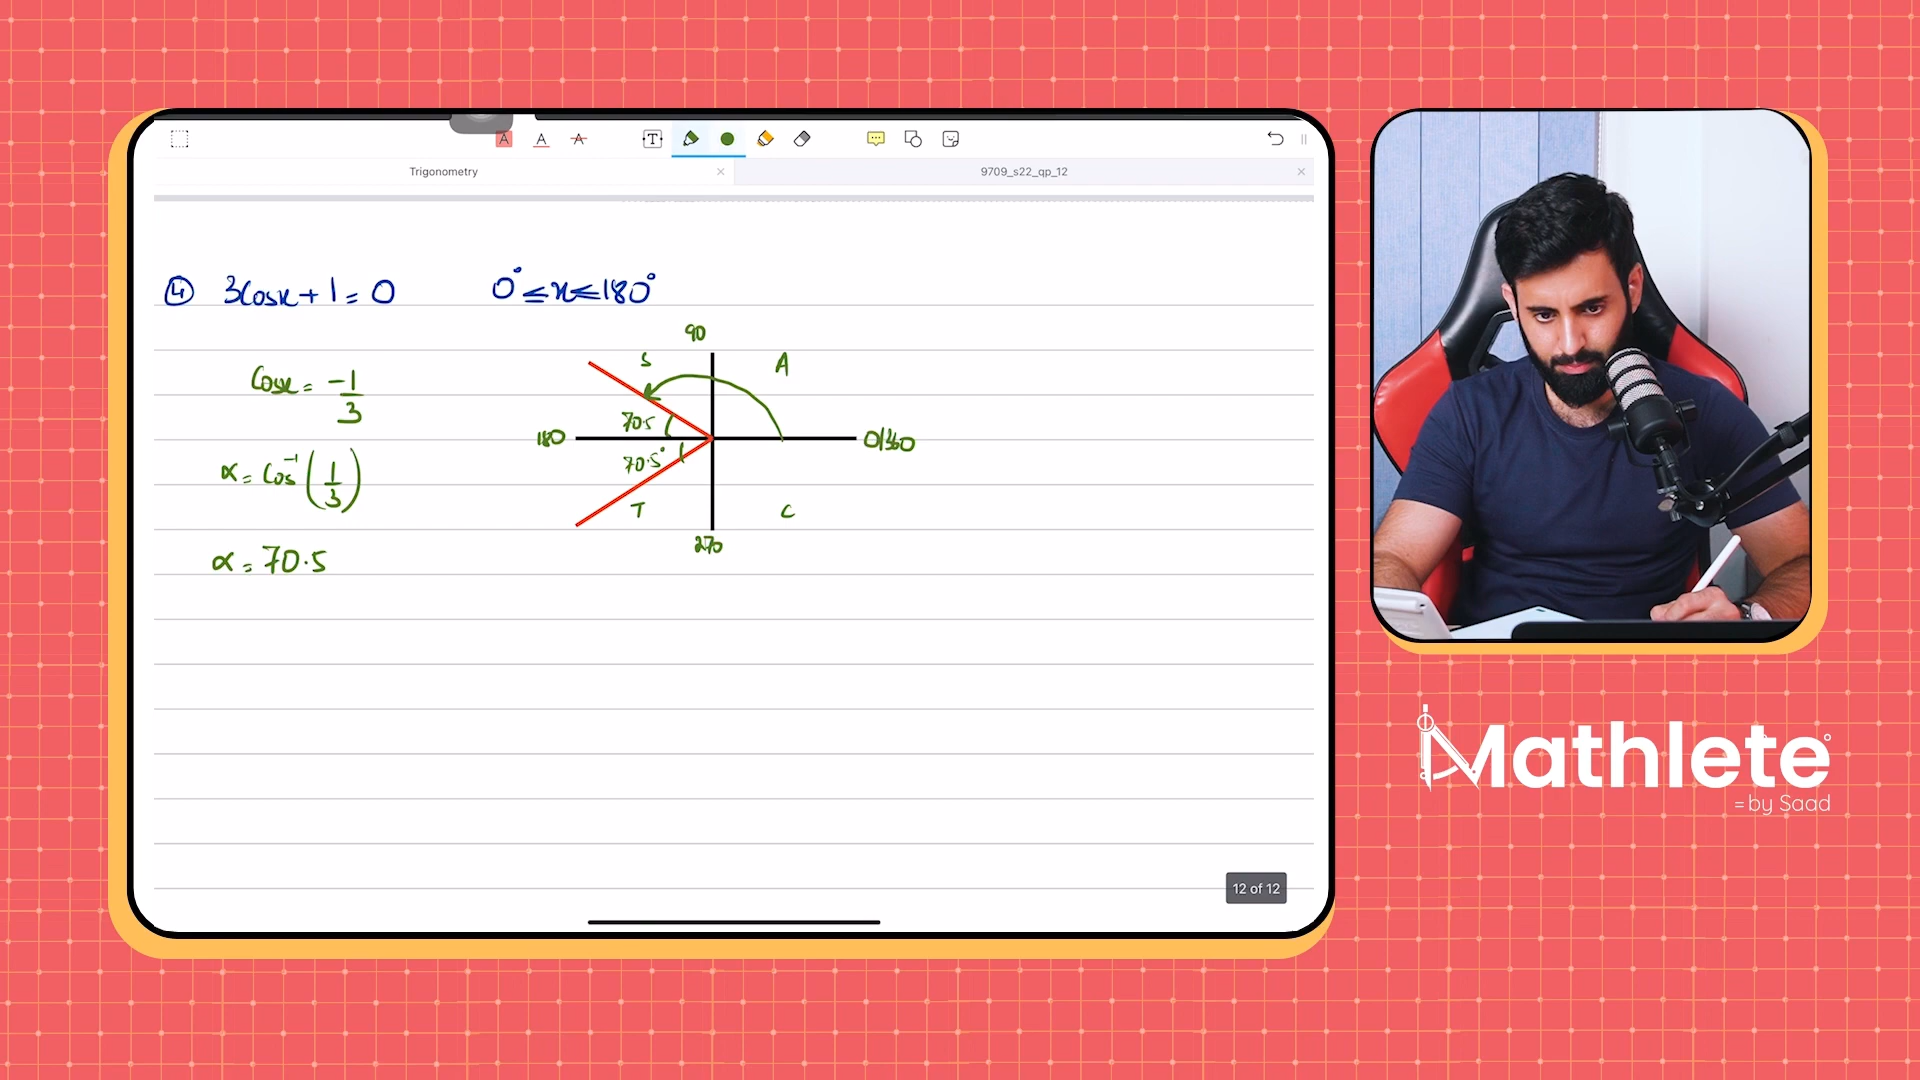 A A A T
Trigonometry × 9709_s22_qp_12 ×
④ 3Cosx + 1 = 0 0° ≤ x ≤ 180°
90
S A
Cosx = -1/3
70.5
180 0/360
70.5°
α = Cos⁻¹(1/3)
T C
270
α = 70.5
12 of 12
Mathlete
= by Saad